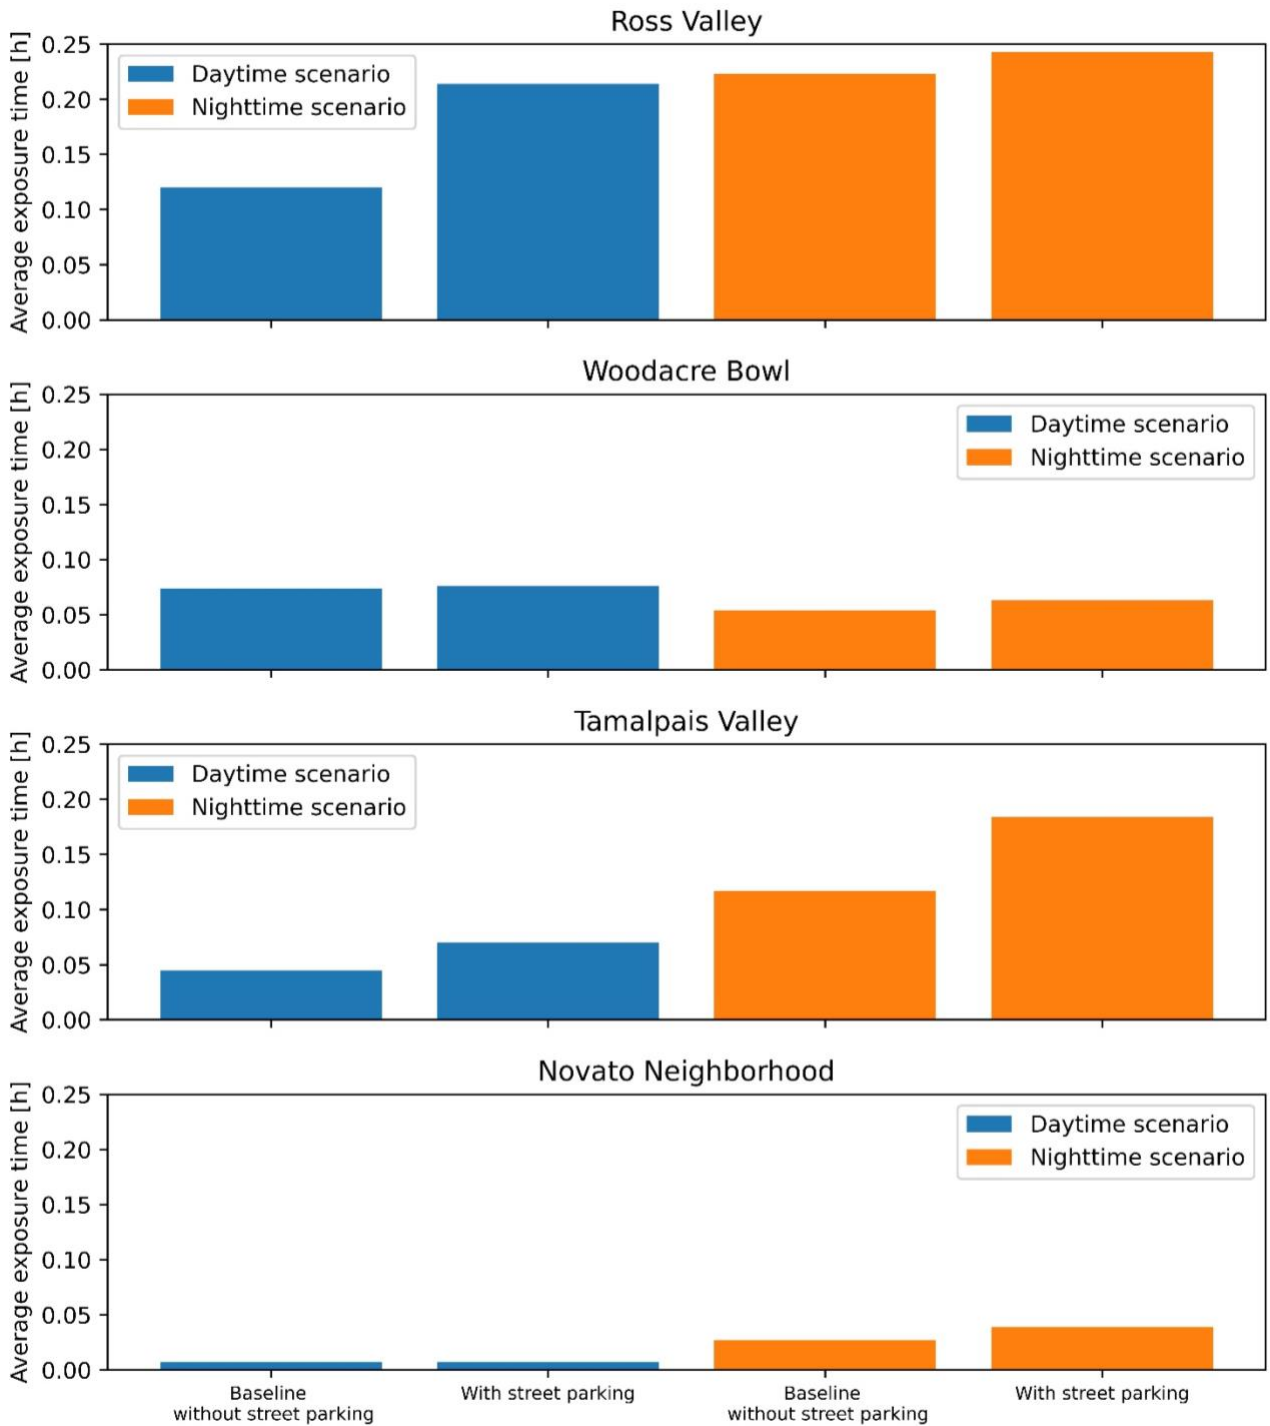 Ross Valley
Average exposure time [h]
0.25
0.20
0.15
0.10
0.05
0.00
Daytime scenario
Nighttime scenario
Woodacre Bowl
Average exposure time [h]
0.25
0.20
0.15
0.10
0.05
0.00
Daytime scenario
Nighttime scenario
Tamalpais Valley
Average exposure time [h]
0.25
0.20
0.15
0.10
0.05
0.00
Daytime scenario
Nighttime scenario
Novato Neighborhood
Average exposure time [h]
0.25
0.20
0.15
0.10
0.05
0.00
Daytime scenario
Nighttime scenario
Baseline
without street parking
With street parking
Baseline
without street parking
With street parking